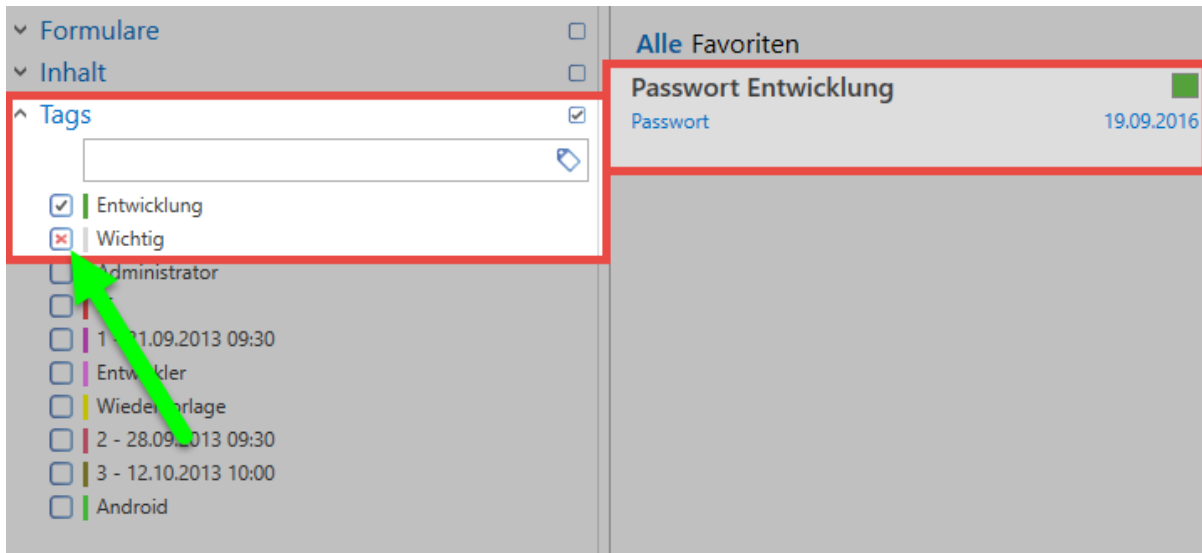 Formulare
Inhalt
Tags
Entwicklung
Wichtig
Administrator
1 - 21.09.2013 09:30
Entwickler
Wiedervorlage
2 - 28.09.2013 09:30
3 - 12.10.2013 10:00
Android
Alle Favoriten
Passwort Entwicklung
Passwort 19.09.2016